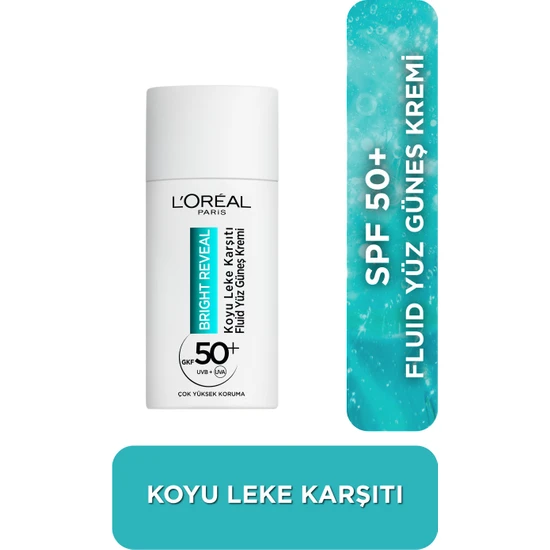 L'ORÉAL
PARIS
BRIGHT REVEAL
Koyu Leke Karşıtı
Fluid Yüz Güneş Kremi
GKF 50+
UVB + UVA
ÇOK YÜKSEK KORUMA
SPF 50+
FLUID YÜZ GÜNEŞ KREMİ
KOYU LEKE KARŞITI